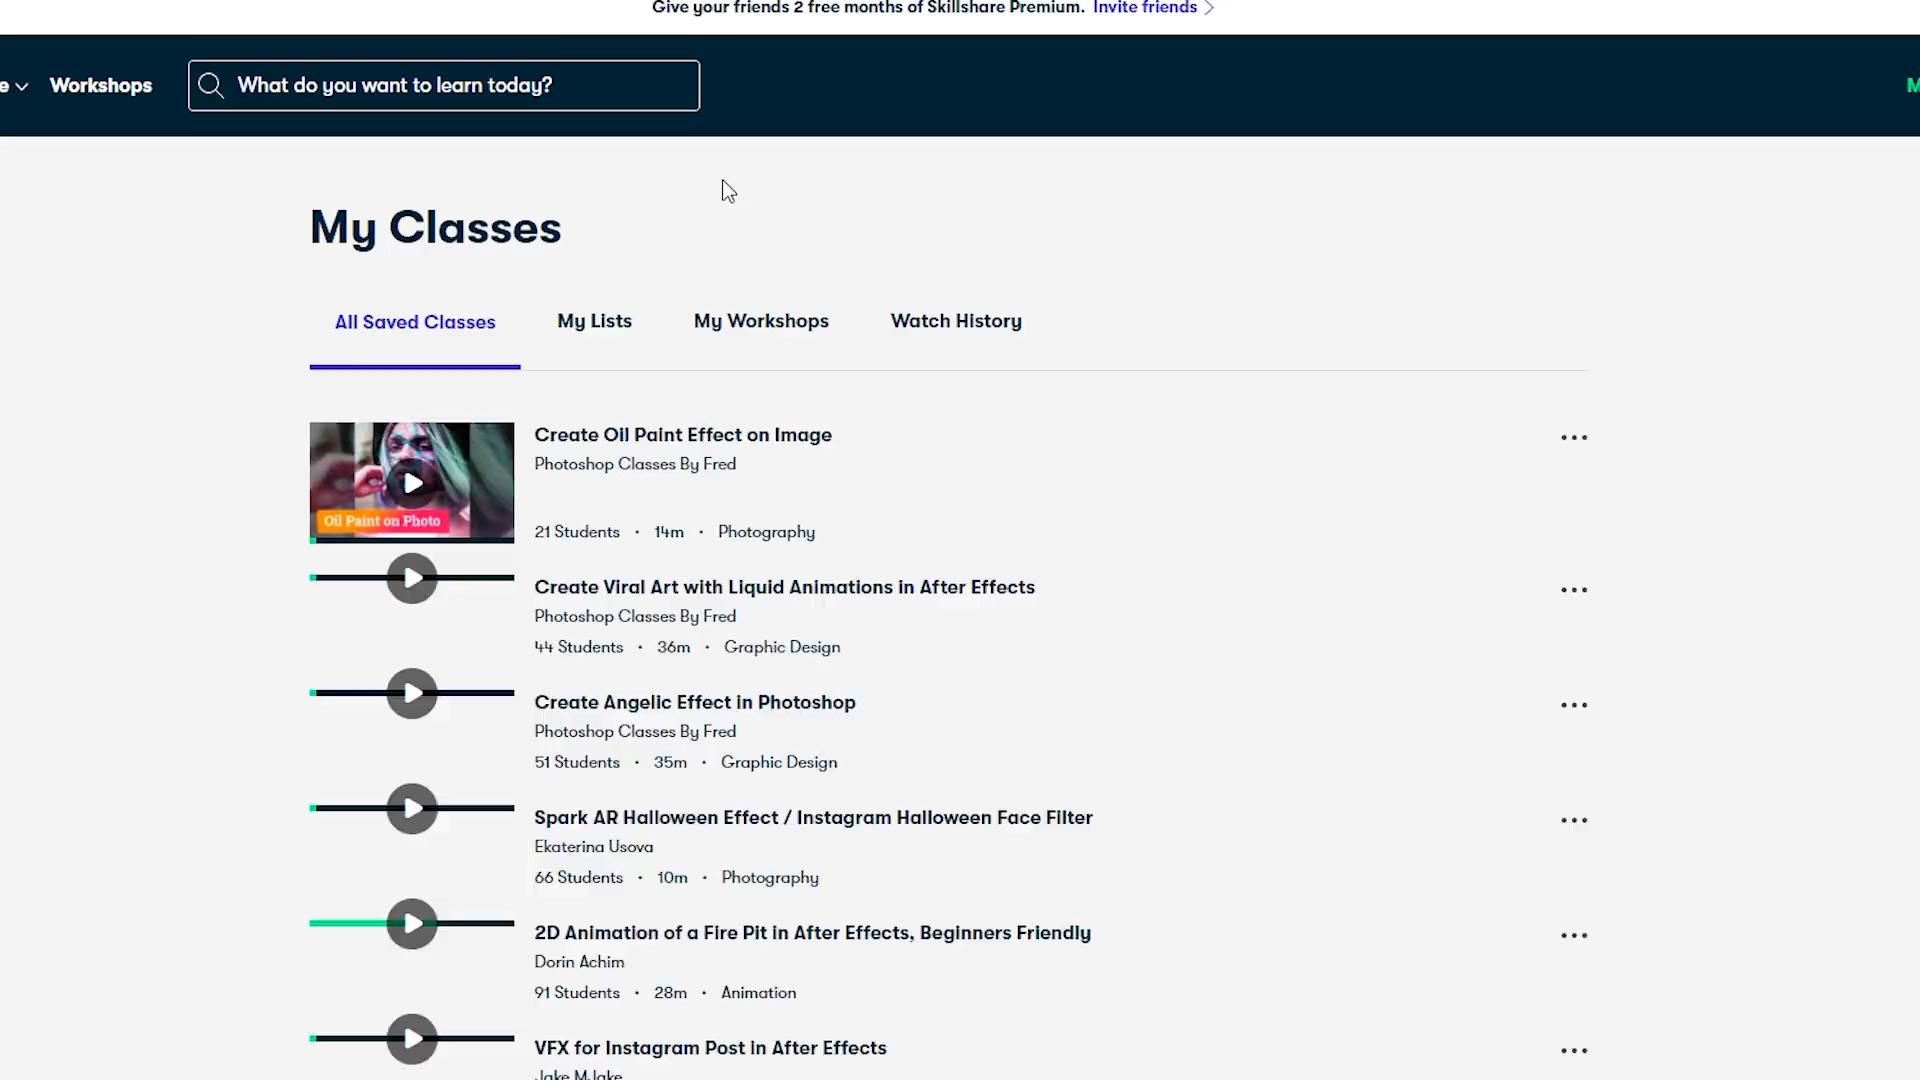 Give your friends 2 free months of Skillshare Premium. Invite friends
e Workshops What do you want to learn today? M
My Classes
All Saved Classes My Lists My Workshops Watch History
Create Oil Paint Effect on Image
Photoshop Classes By Fred
Oil Paint on Photo
21 Students · 14m · Photography
Create Viral Art with Liquid Animations in After Effects
Photoshop Classes By Fred
44 Students · 36m · Graphic Design
Create Angelic Effect in Photoshop
Photoshop Classes By Fred
51 Students · 35m · Graphic Design
Spark AR Halloween Effect / Instagram Halloween Face Filter
Ekaterina Usova
66 Students · 10m · Photography
2D Animation of a Fire Pit in After Effects, Beginners Friendly
Dorin Achim
91 Students · 28m · Animation
VFX for Instagram Post in After Effects
Jake MJake